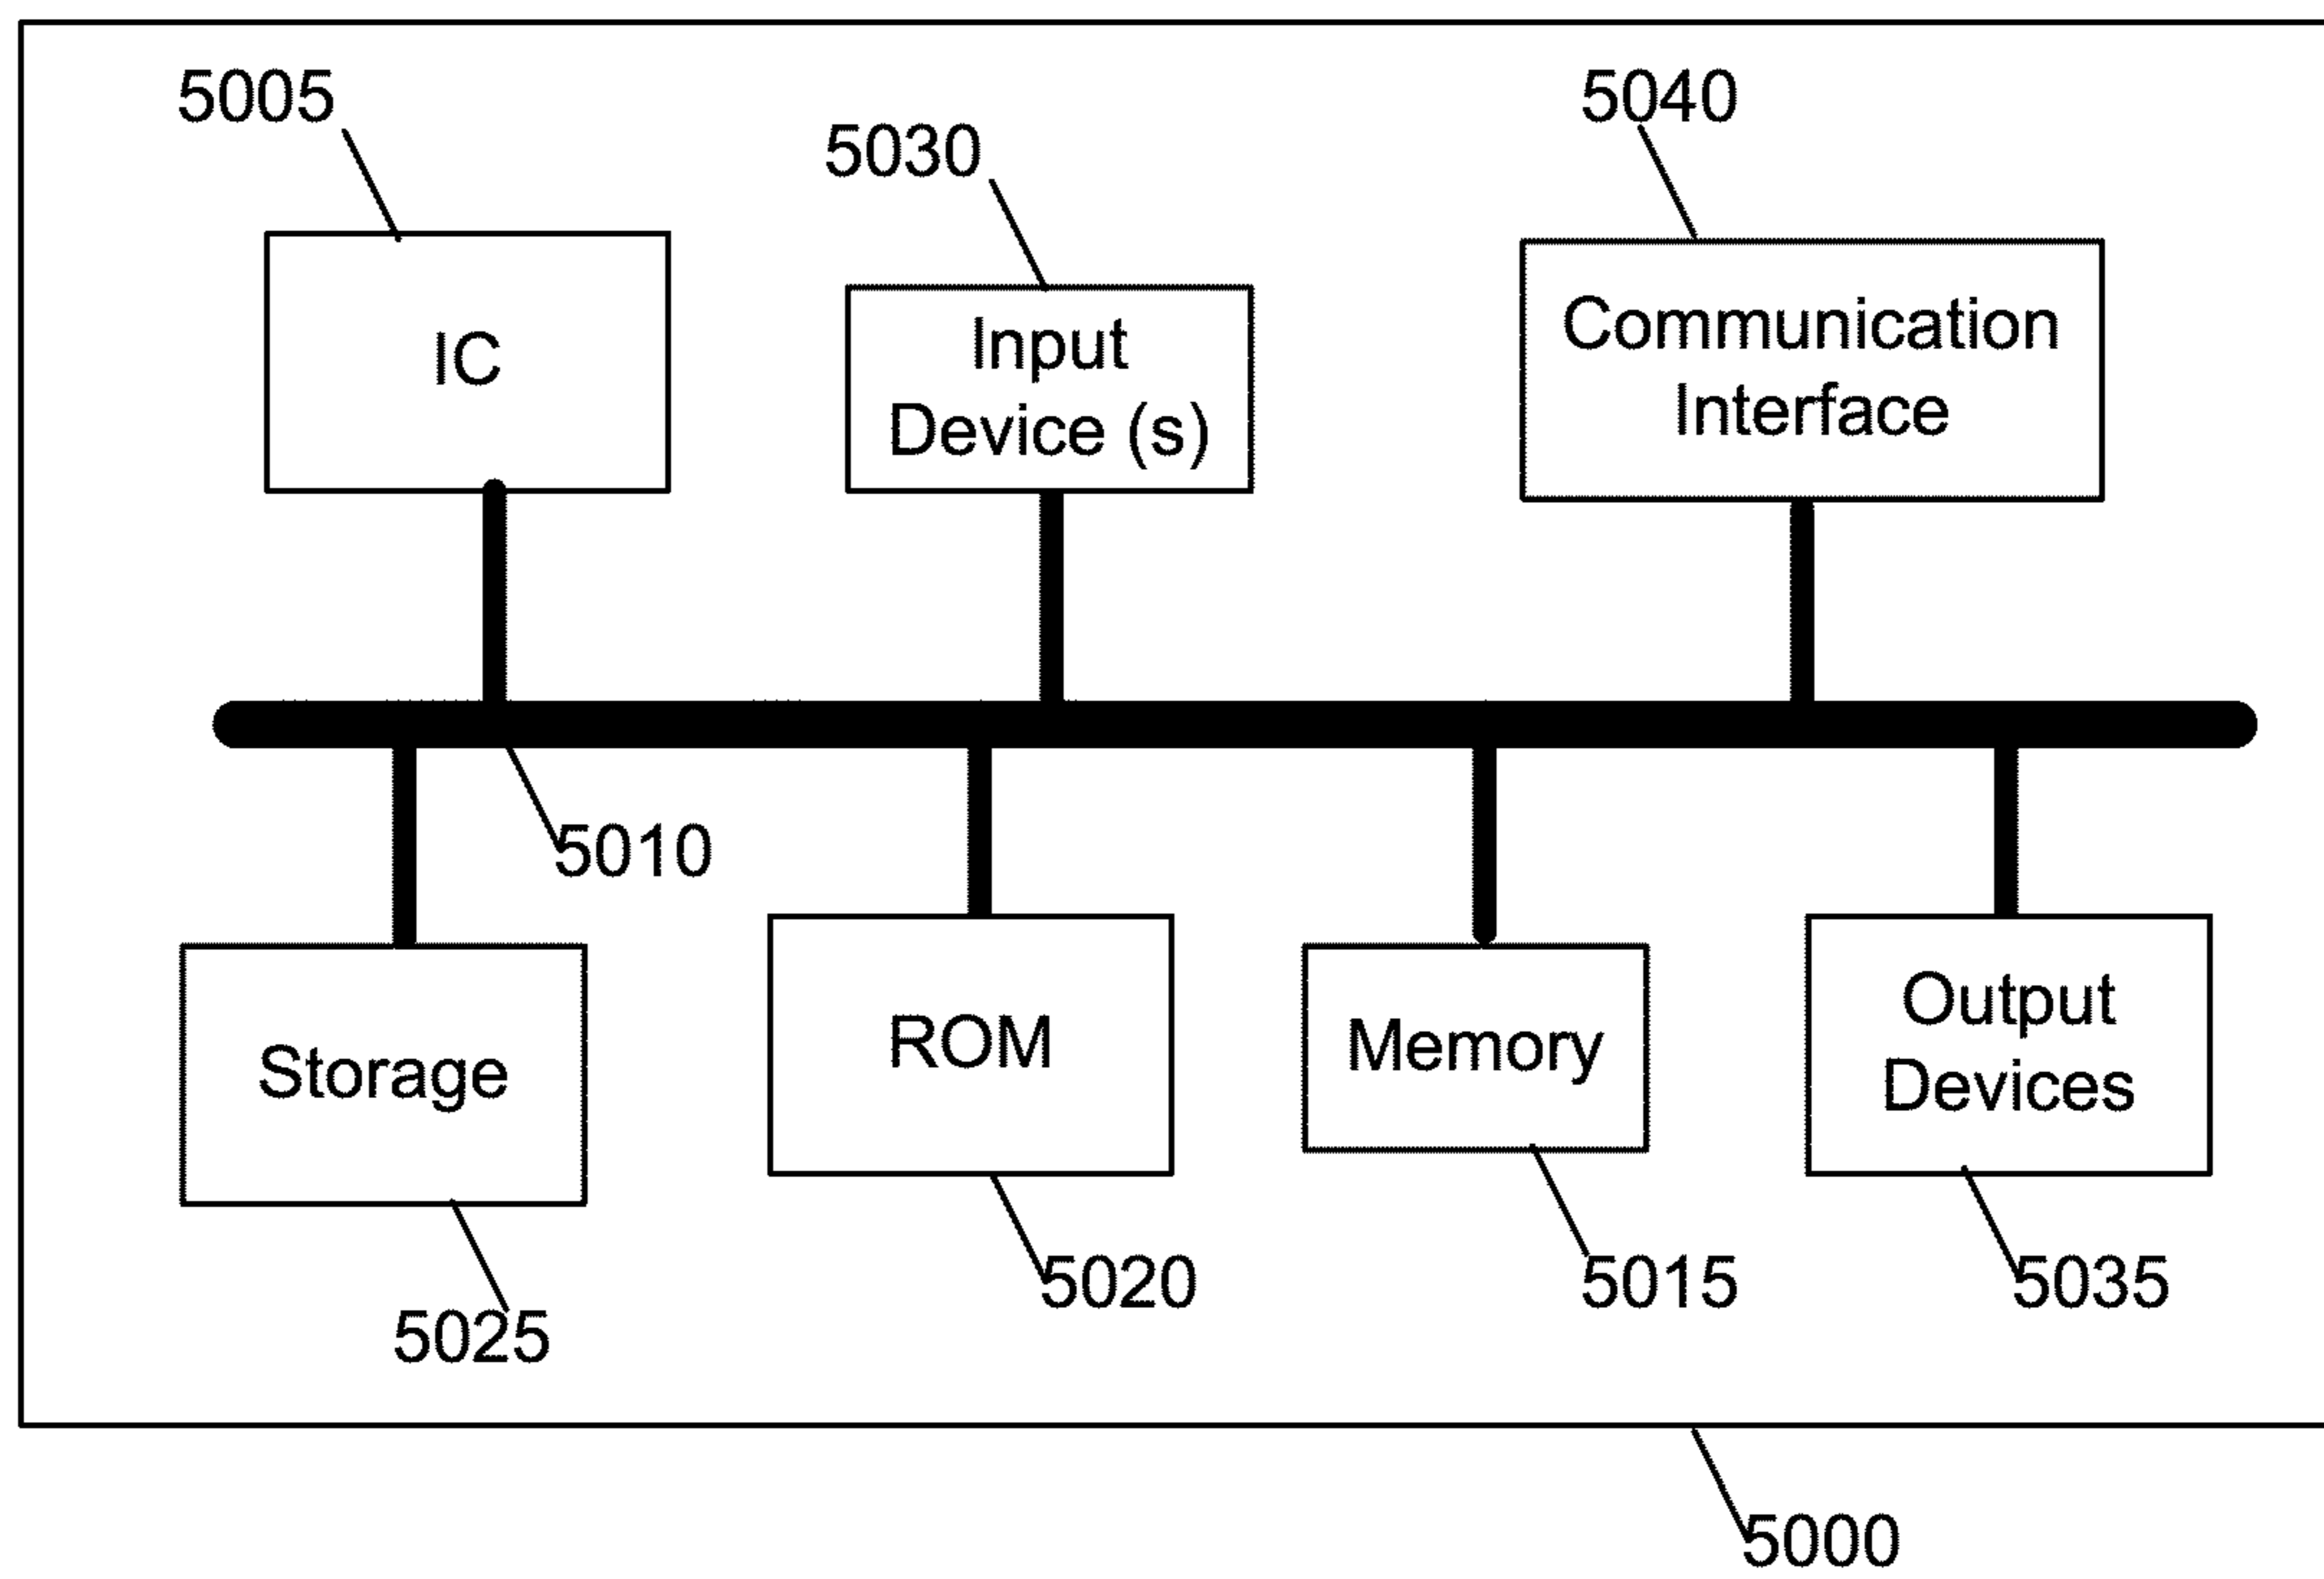 5005
5030
5040
IC
Input
Device (s)
Communication
Interface
5010
Storage
ROM
Memory
Output
Devices
5025
5020
5015
5035
5000